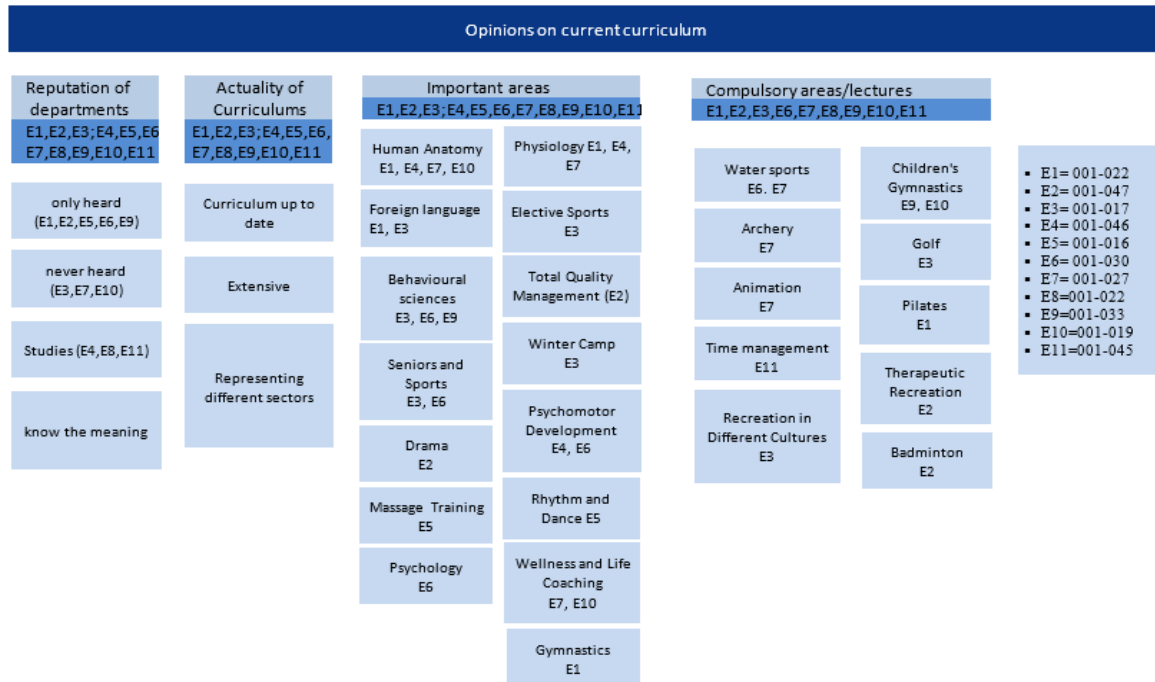 Opinions on current curriculum
Reputation of
departments
E1,E2,E3;E4,E5,E6
E7,E8,E9,E10,E11
only heard
(E1,E2,E5,E6,E9)
never heard
(E3,E7,E10)
Studies (E4,E8,E11)
know the meaning
Actuality of
Curriculums
E1,E2,E3;E4,E5,E6,
E7,E8,E9,E10,E11
Curriculum up to
date
Extensive
Representing
different sectors
Important areas
E1,E2,E3;E4,E5,E6,E7,E8,E9,E10,E11
Human Anatomy
E1, E4, E7, E10
Foreign language
E1, E3
Behavioural
sciences
E3, E6, E9
Seniors and
Sports
E3, E6
Drama
E2
Massage Training
E5
Psychology
E6
Physiology E1, E4,
E7
Elective Sports
E3
Total Quality
Management (E2)
Winter Camp
E3
Psychomotor
Development
E4, E6
Rhythm and
Dance E5
Wellness and Life
Coaching
E7, E10
Gymnastics
E1
Compulsory areas/lectures
E1,E2,E3,E6,E7,E8,E9,E10,E11
Water sports
E6. E7
Archery
E7
Animation
E7
Time management
E11
Recreation in
Different Cultures
E3
Children's
Gymnastics
E9, E10
Golf
E3
Pilates
E1
Therapeutic
Recreation
E2
Badminton
E2
▪ E1= 001-022
▪ E2= 001-047
▪ E3= 001-017
▪ E4= 001-046
▪ E5= 001-016
▪ E6= 001-030
▪ E7= 001-027
▪ E8=001-022
▪ E9=001-033
▪ E10=001-019
▪ E11=001-045